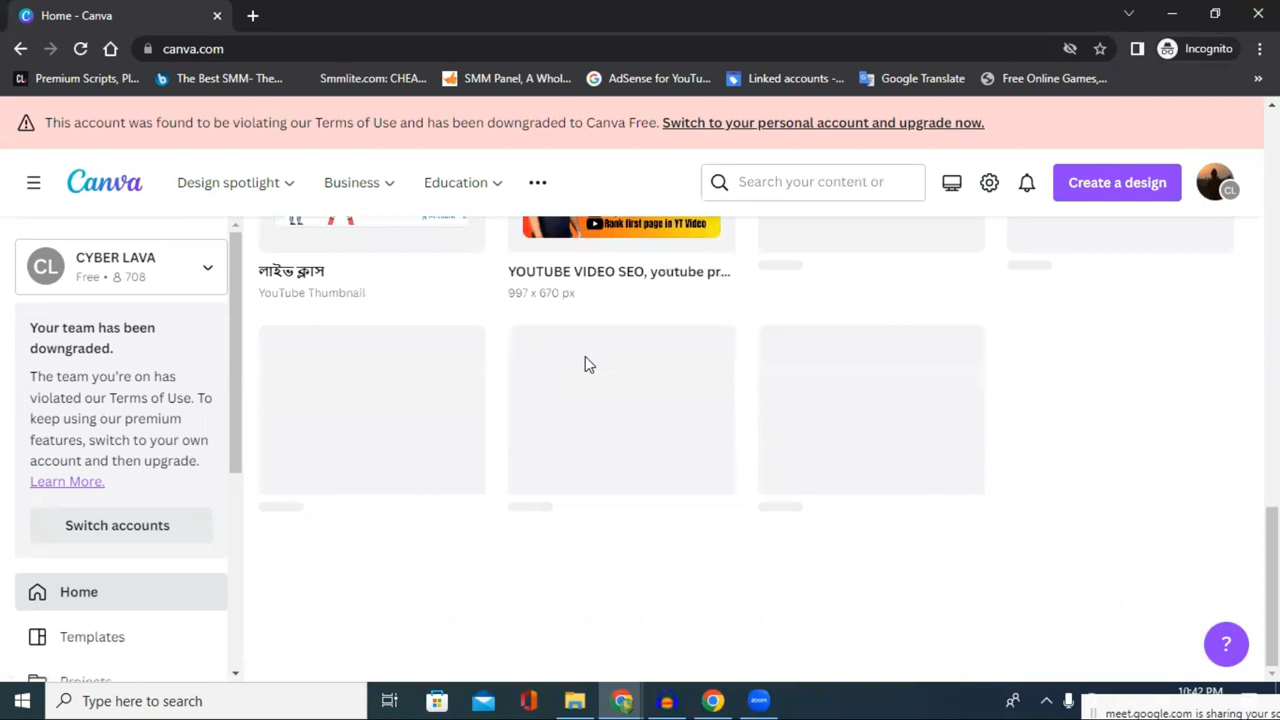 Home - Canva
canva.com
Incognito
Premium Scripts, Pl...
The Best SMM- The...
Smmlite.com: CHEA...
SMM Panel, A Whol...
AdSense for YouTu...
Linked accounts -...
Google Translate
Free Online Games,...
This account was found to be violating our Terms of Use and has been downgraded to Canva Free. Switch to your personal account and upgrade now.
Canva
Design spotlight
Business
Education
Search your content or
Create a design
CL
CL
CYBER LAVA
Free • 708
Your team has been
downgraded.
The team you're on has
violated our Terms of Use. To
keep using our premium
features, switch to your own
account and then upgrade.
Learn More.
Switch accounts
Home
Templates
Projects
Rank first page in YT Video
লাইভ ক্লাস
YouTube Thumbnail
YOUTUBE VIDEO SEO, youtube pr...
997 x 670 px
?
Type here to search
zoom
10:42 PM
meet.google.com is sharing your sc